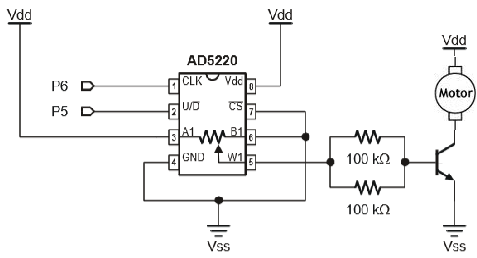 Vdd
AD5220
Vdd
P6
1 CLK Vdd 8
P5
2 U/D CS 7
3 A1 B1 6
4 GND W1 5
Motor
100 kΩ
100 kΩ
Vss
Vss